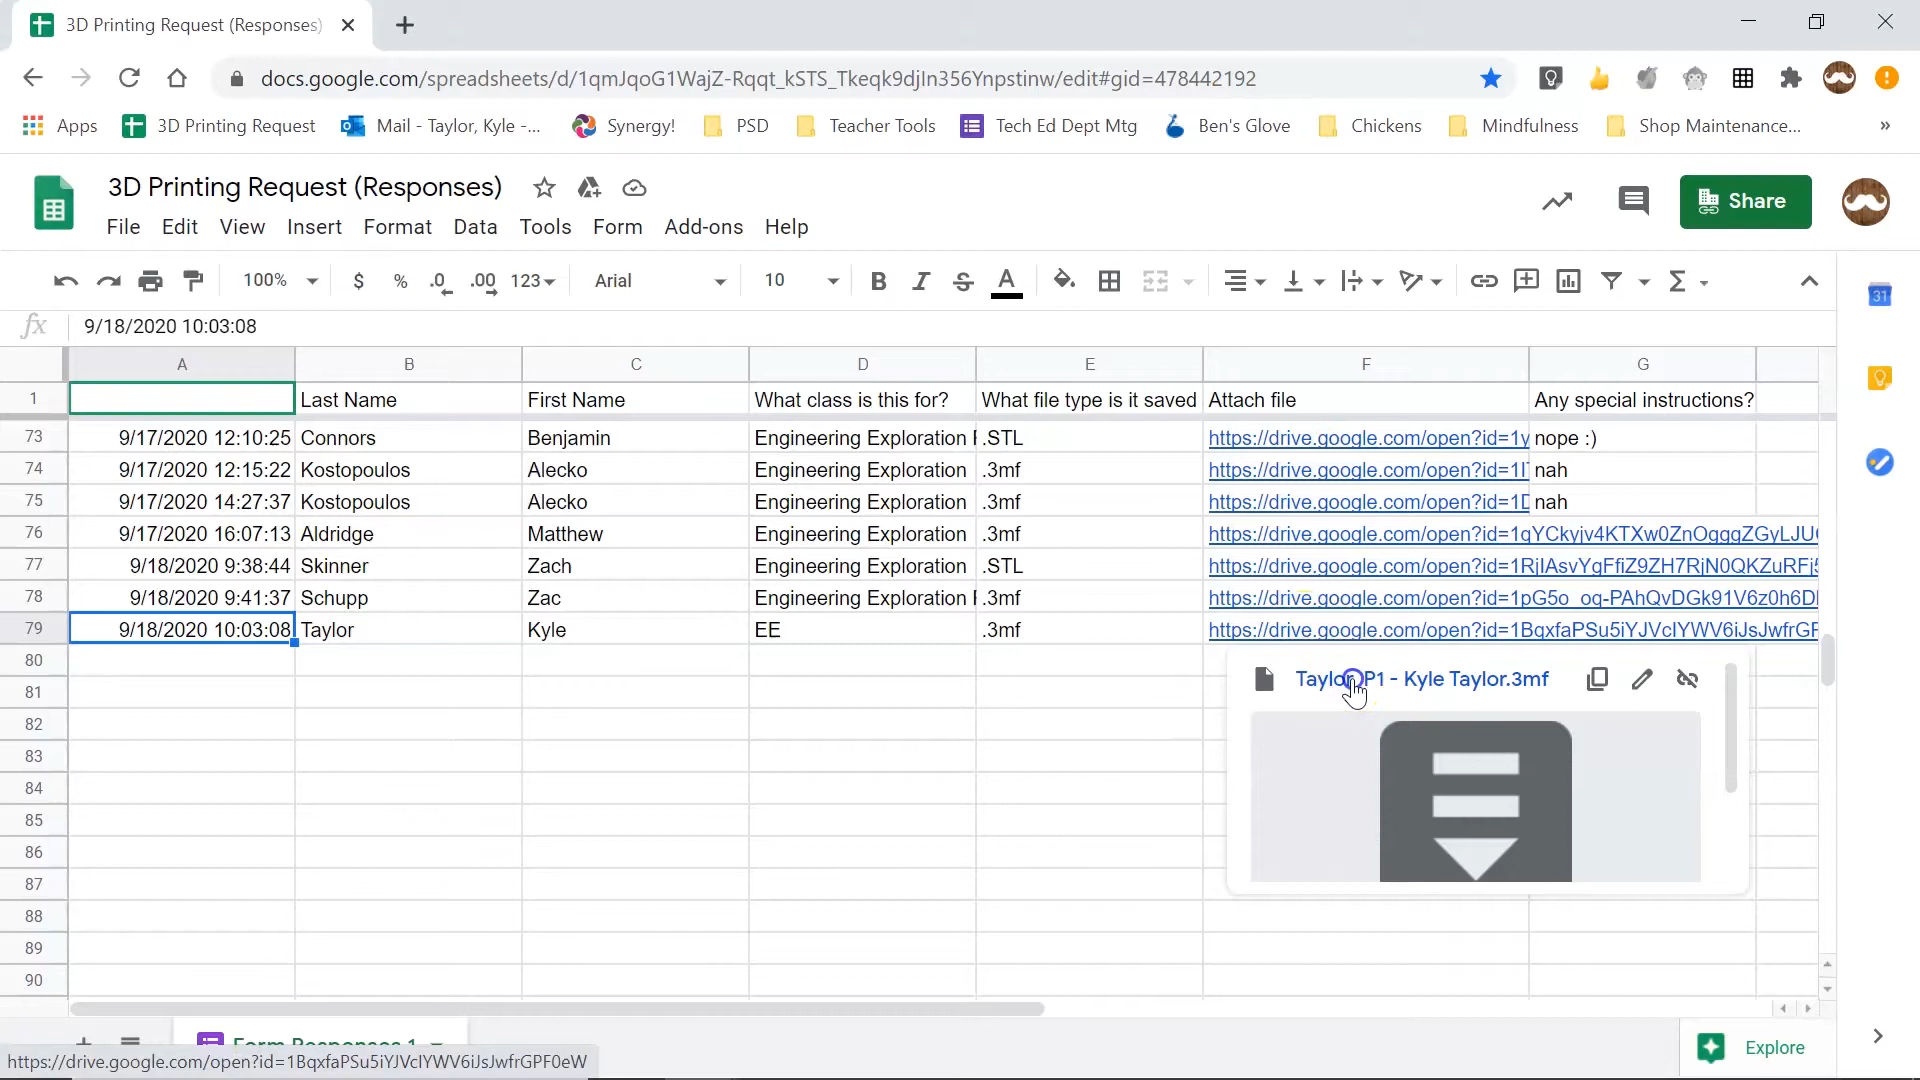 3D Printing Request (Responses)
docs.google.com/spreadsheets/d/1qmJqoG1WajZ-Rqqt_kSTS_Tkeqk9djIn356Ynpstinw/edit#gid=478442192
Apps 3D Printing Request Mail - Taylor, Kyle -... Synergy! PSD Teacher Tools Tech Ed Dept Mtg Ben's Glove Chickens Mindfulness Shop Maintenance... »
3D Printing Request (Responses)
Share
File Edit View Insert Format Data Tools Form Add-ons Help
100% $ % .0 .00 123 Arial 10 B I S A Σ
31
fx 9/18/2020 10:03:08
A B C D E F G
1 Last Name First Name What class is this for? What file type is it saved Attach file Any special instructions?
73 9/17/2020 12:10:25 Connors Benjamin Engineering Exploration .STL https://drive.google.com/open?id=1y nope :)
74 9/17/2020 12:15:22 Kostopoulos Alecko Engineering Exploration .3mf https://drive.google.com/open?id=1I nah
75 9/17/2020 14:27:37 Kostopoulos Alecko Engineering Exploration .3mf https://drive.google.com/open?id=1D nah
76 9/17/2020 16:07:13 Aldridge Matthew Engineering Exploration .3mf https://drive.google.com/open?id=1qYCkyjv4KTXw0ZnOgggZGyLJU
77 9/18/2020 9:38:44 Skinner Zach Engineering Exploration .STL https://drive.google.com/open?id=1RjIAsvYgFfiZ9ZH7RjN0QKZuRFj5
78 9/18/2020 9:41:37 Schupp Zac Engineering Exploration .3mf https://drive.google.com/open?id=1pG5o_oq-PAhQvDGk91V6z0h6D
79 9/18/2020 10:03:08 Taylor Kyle EE .3mf https://drive.google.com/open?id=1BqxfaPSu5iYJVcIYWV6iJsJwfrGP
80
Taylor P1 - Kyle Taylor.3mf
81
82
83
84
85
86
87
88
89
90
Form Responses 1
Explore
https://drive.google.com/open?id=1BqxfaPSu5iYJVcIYWV6iJsJwfrGPF0eW